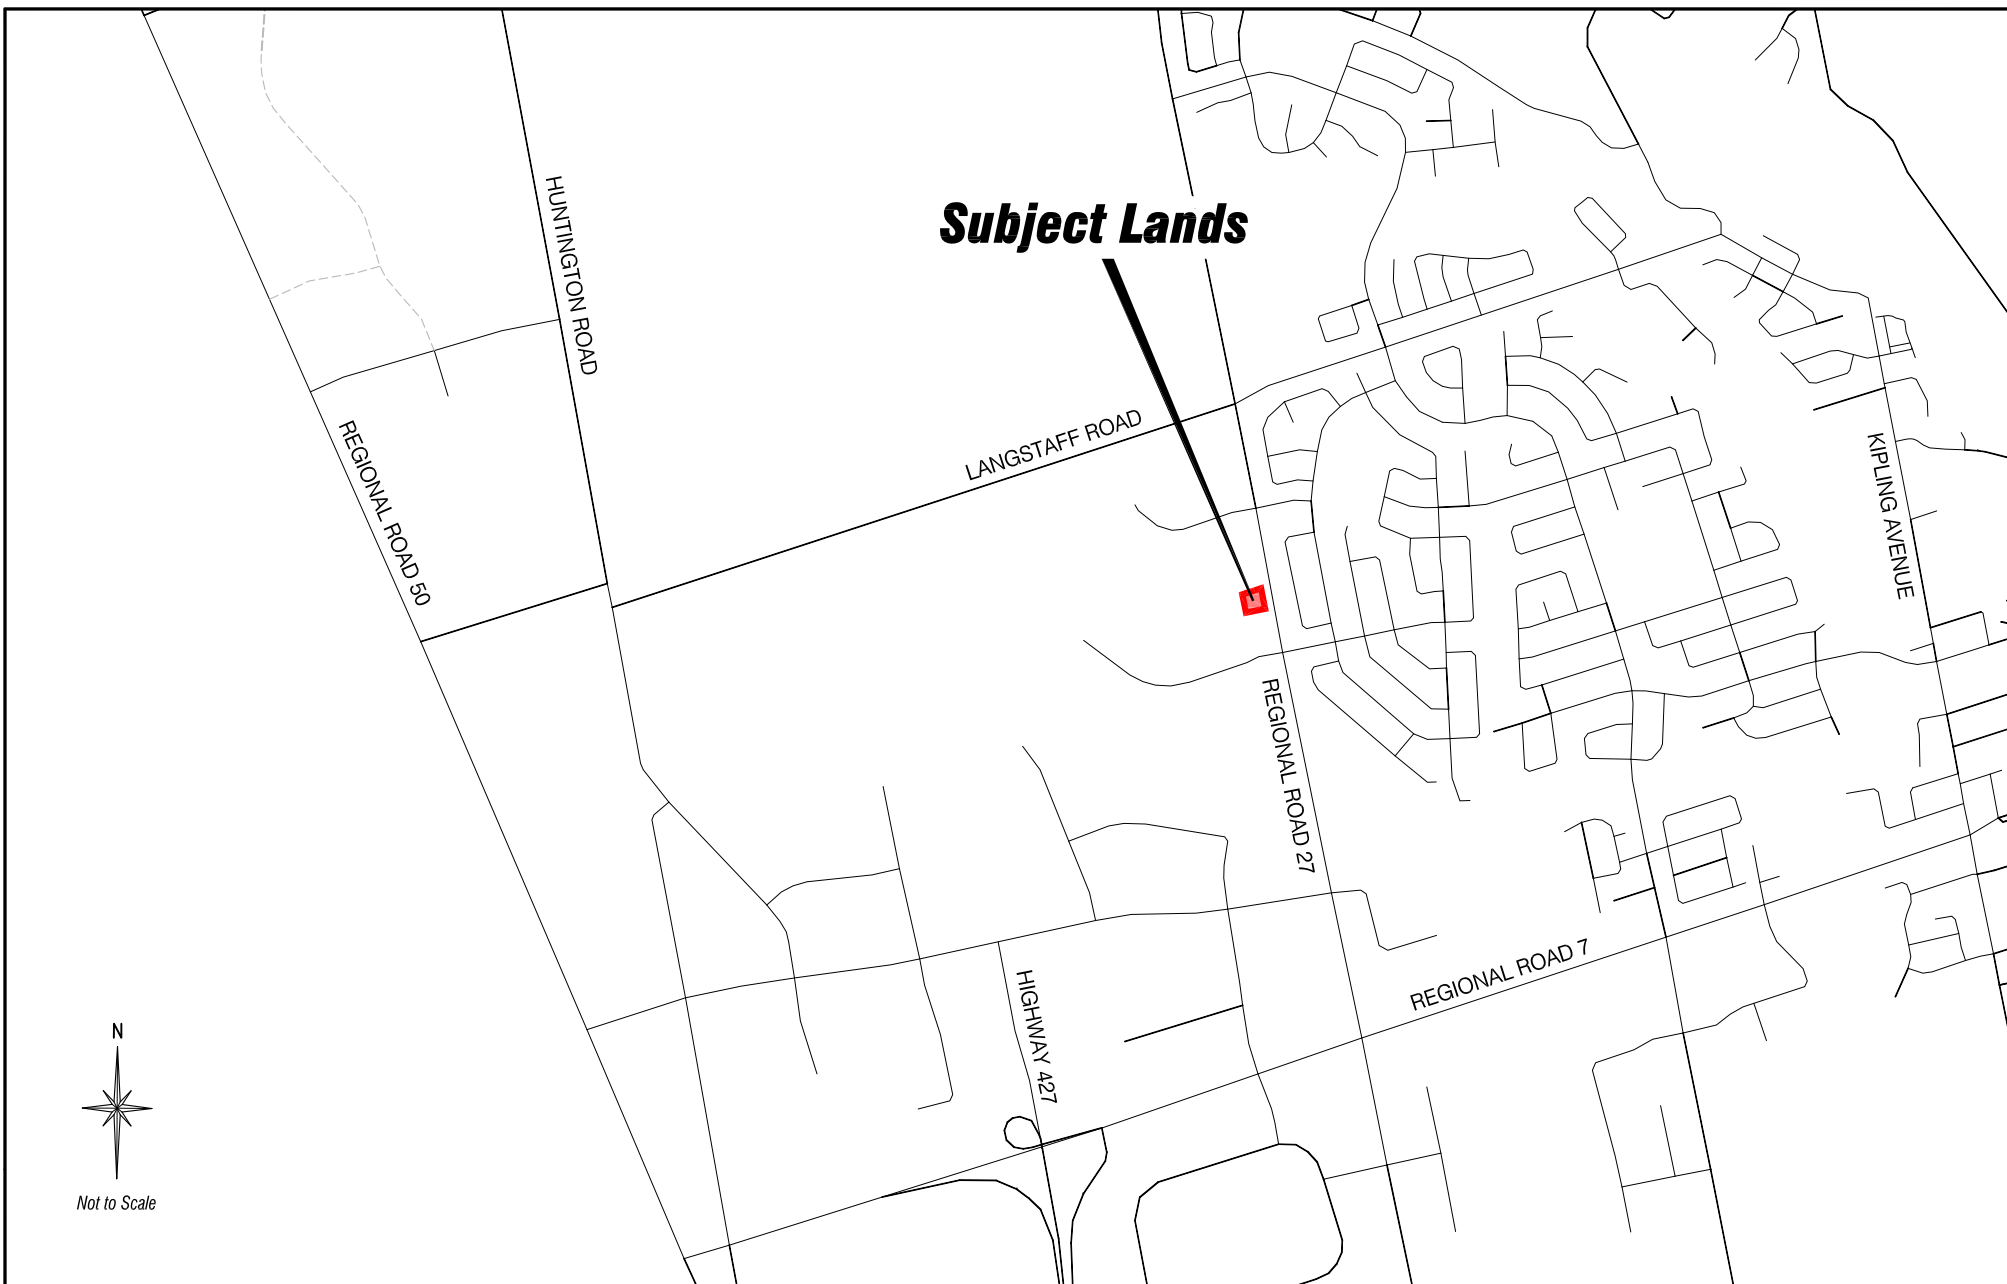 HUNTINGTON ROAD
Subject Lands
LANGSTAFF ROAD
REGIONAL ROAD 50
KIPLING AVENUE
REGIONAL ROAD 27
REGIONAL ROAD 7
HIGHWAY 427
N
Not to Scale